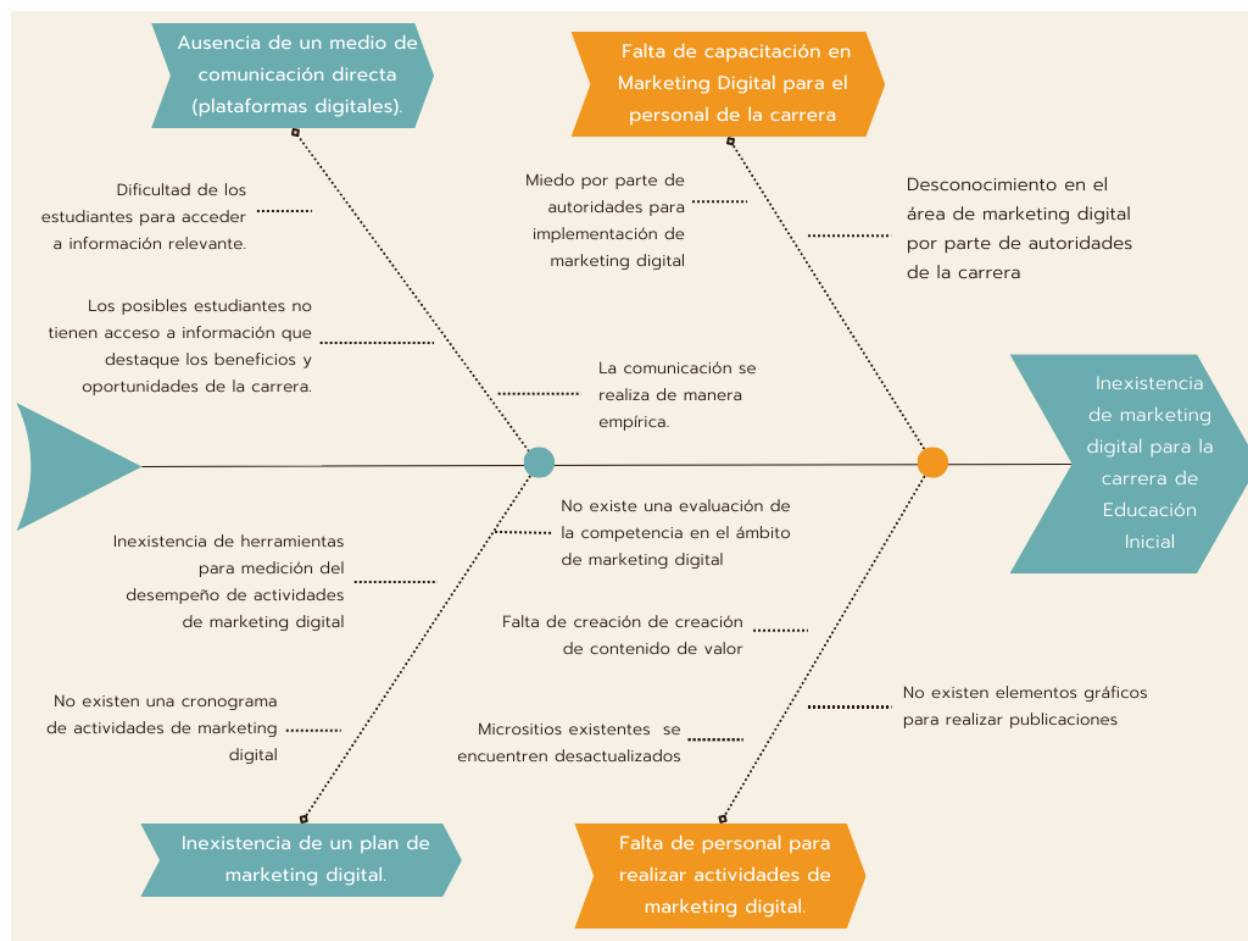 Ausencia de un medio de
comunicación directa
(plataformas digitales).
Falta de capacitación en
Marketing Digital para el
personal de la carrera
Dificultad de los
estudiantes para acceder
a información relevante.
Los posibles estudiantes no
tienen acceso a información que
destaque los beneficios y
oportunidades de la carrera.
La comunicación se
realiza de manera
empírica.
Miedo por parte de
autoridades para
implementación de
marketing digital
Desconocimiento en el
área de marketing digital
por parte de autoridades
de la carrera
Inexistencia
de marketing
digital para la
carrera de
Educación
Inicial
Inexistencia de herramientas
para medición del
desempeño de actividades
de marketing digital
No existe una evaluación de
la competencia en el ámbito
de marketing digital
No existen una cronograma
de actividades de marketing
digital
Falta de creación de creación
de contenido de valor
Micrositios existentes se
encuentren desactualizados
No existen elementos gráficos
para realizar publicaciones
Inexistencia de un plan de
marketing digital.
Falta de personal para
realizar actividades de
marketing digital.